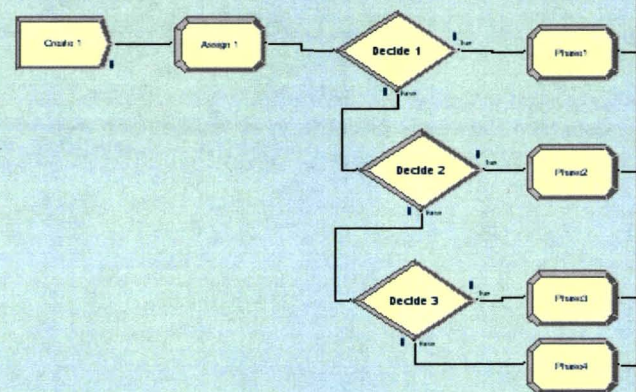 Create 1
Assign 1
Decide 1
True
Phase1
False
Decide 2
True
Phase2
False
Decide 3
True
Phase3
False
Phase4